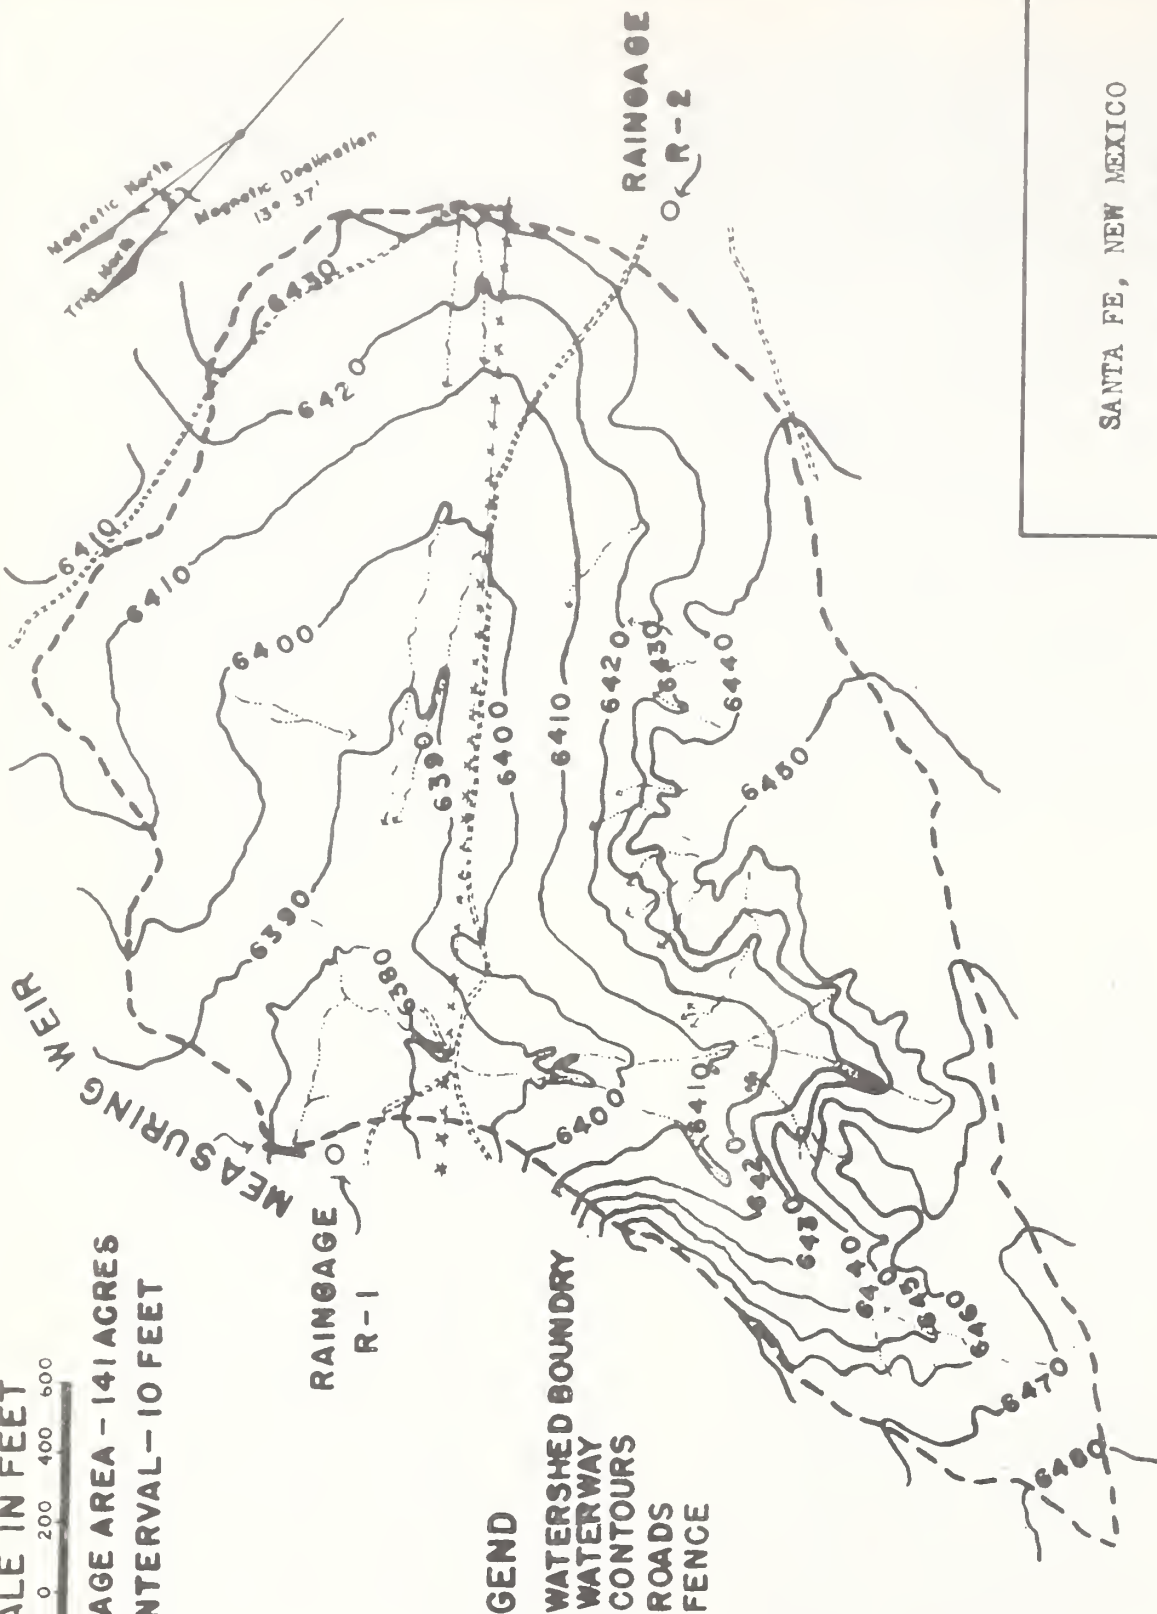 ALE IN FEET
0 200 400 600
AGE AREA - 141 ACRES
NTERVAL - 10 FEET
GEND
WATERSHED BOUNDRY
WATERWAY
CONTOURS
ROADS
FENCE
RAINGAGE
R-1
MEASURING WEIR
True North
Magnetic North
Magnetic Declination
13° 37'
RAINGAGE
R-2
6430
6420
6410
6410
6400
6390
6380
6390
6400
6410
6420
6430
6440
6450
6400
6410
6420
6430
6440
6450
6460
6470
6480
SANTA FE, NEW MEXICO